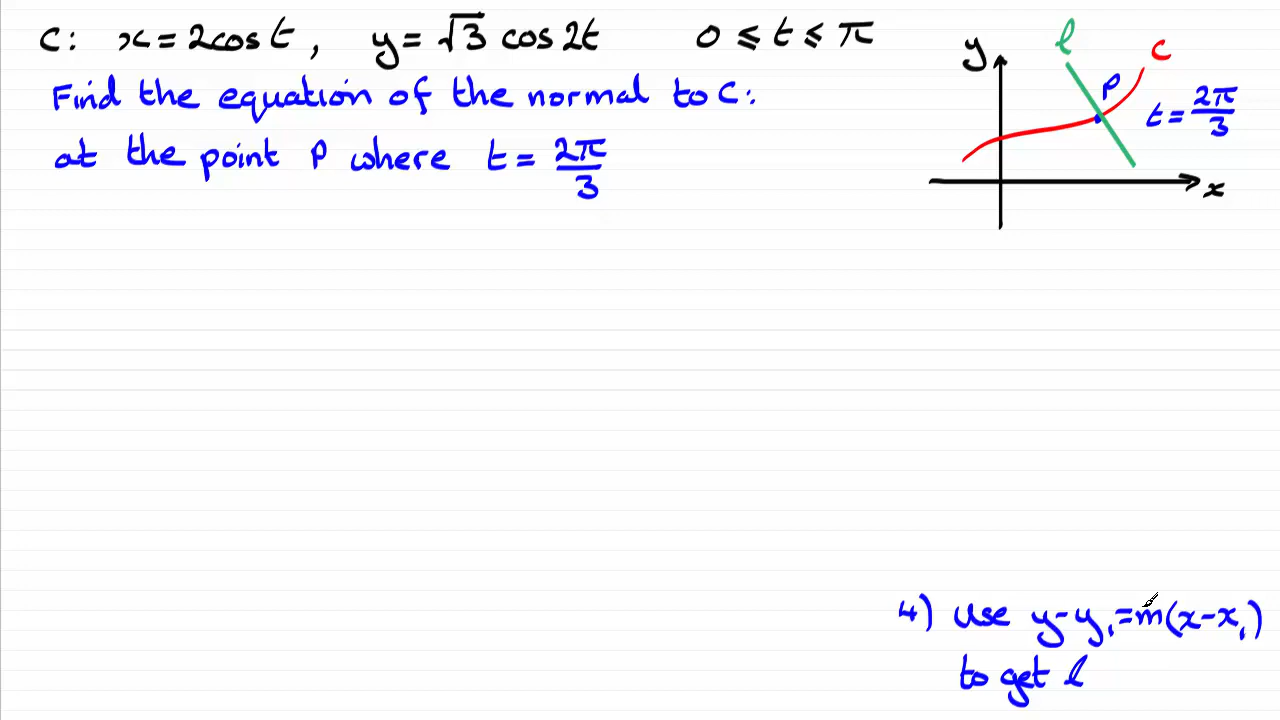 C: x = 2cos t, y = √3 cos 2t 0 ≤ t ≤ π
Find the equation of the normal to C:
at the point P where t = 2π/3
y
l
C
P
t = 2π/3
x
4) Use y-y₁=m(x-x₁)
to get l